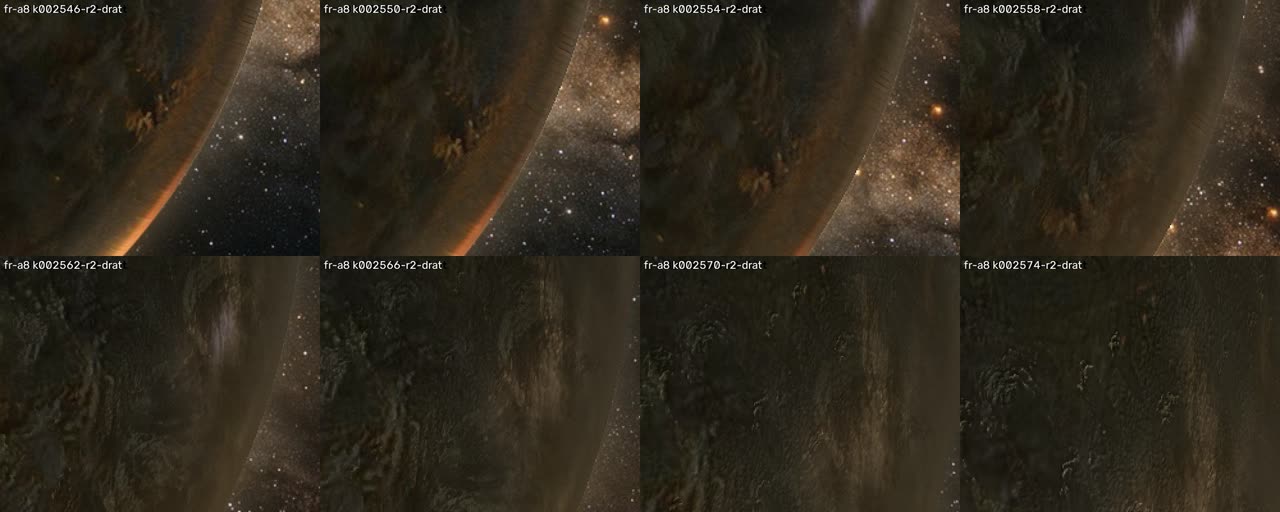 fr-a8 k002546-r2-drat
fr-a8 k002550-r2-drat
fr-a8 k002554-r2-drat
fr-a8 k002558-r2-drat
fr-a8 k002562-r2-drat
fr-a8 k002566-r2-drat
fr-a8 k002570-r2-drat
fr-a8 k002574-r2-drat